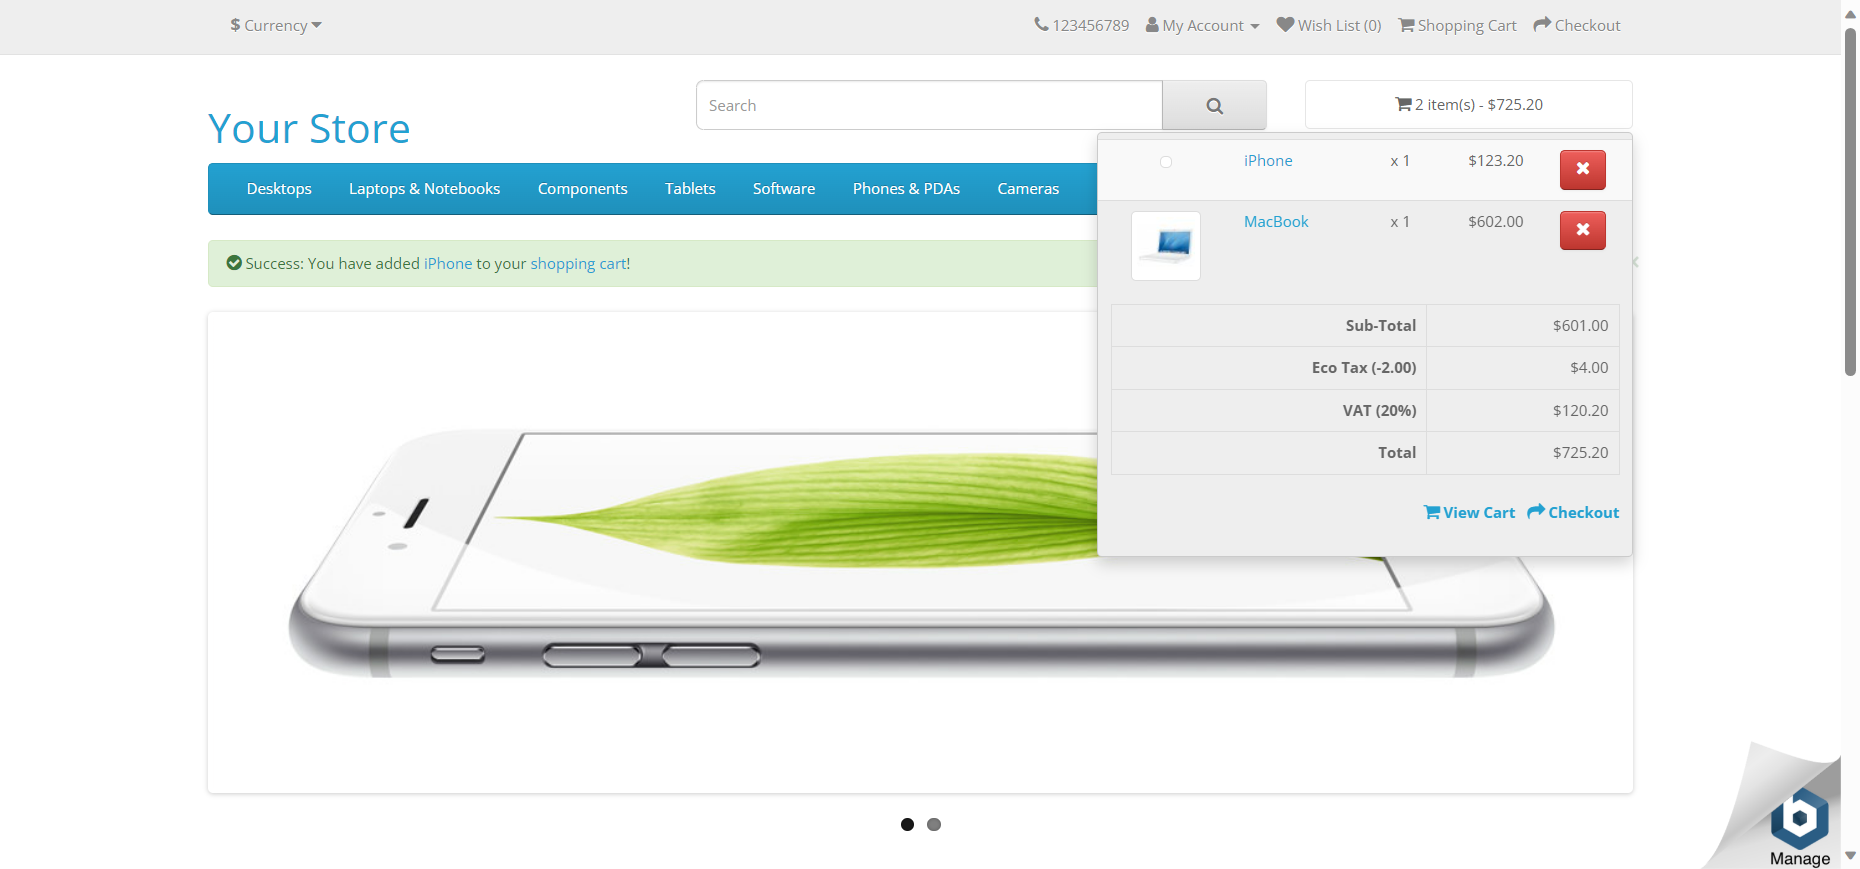 $ Currency
123456789 My Account Wish List (0) Shopping Cart Checkout
Your Store
Search
2 item(s) - $725.20
Desktops Laptops & Notebooks Components Tablets Software Phones & PDAs Cameras
iPhone x 1 $123.20
MacBook x 1 $602.00
Success: You have added iPhone to your shopping cart!
Sub-Total $601.00
Eco Tax (-2.00) $4.00
VAT (20%) $120.20
Total $725.20
View Cart Checkout
Manage